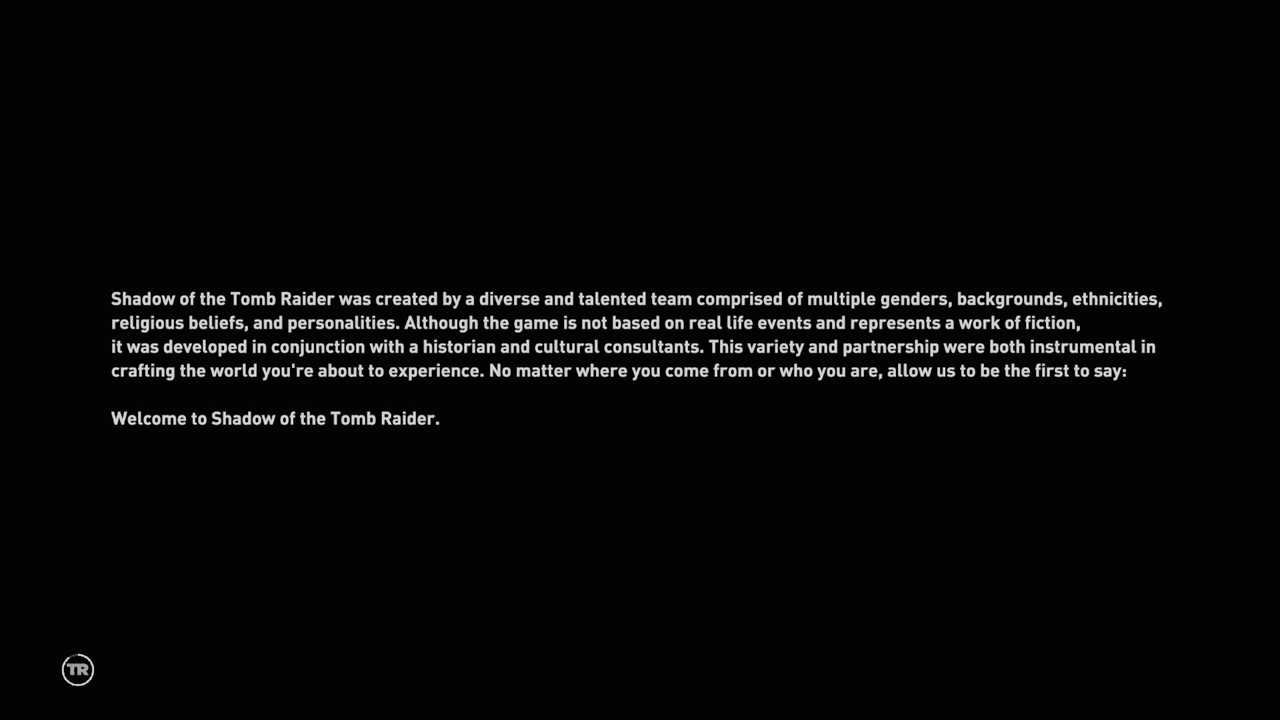 Shadow of the Tomb Raider was created by a diverse and talented team comprised of multiple genders, backgrounds, ethnicities,
religious beliefs, and personalities. Although the game is not based on real life events and represents a work of fiction,
it was developed in conjunction with a historian and cultural consultants. This variety and partnership were both instrumental in
crafting the world you're about to experience. No matter where you come from or who you are, allow us to be the first to say:
Welcome to Shadow of the Tomb Raider.
TR